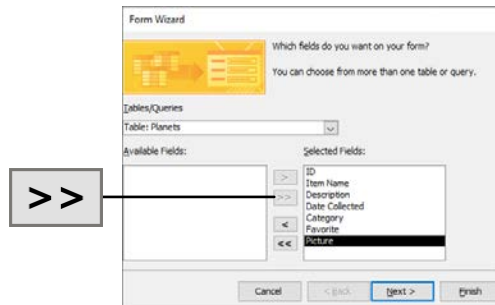 Form Wizard
Which fields do you want on your form?
You can choose from more than one table or query.
Tables/Queries
Table: Planets
Available Fields:
Selected Fields:
>
>>
<
<<
>>
ID
Item Name
Description
Date Collected
Category
Favorite
Picture
Cancel
< Back
Next >
Finish